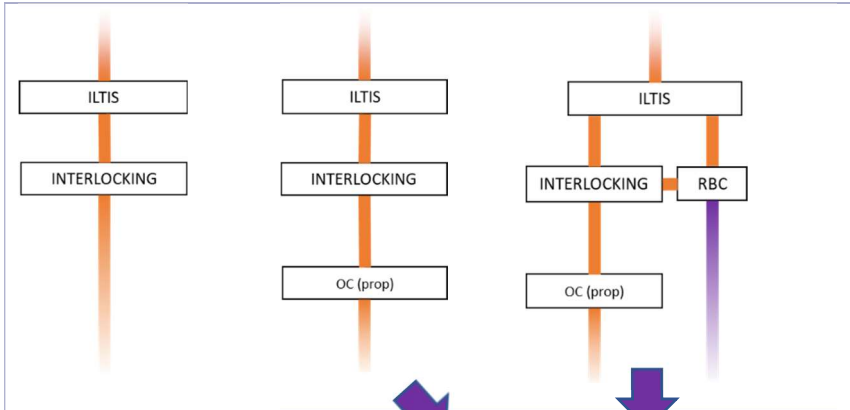 ILTIS
ILTIS
ILTIS
INTERLOCKING
INTERLOCKING
INTERLOCKING
RBC
OC (prop)
OC (prop)